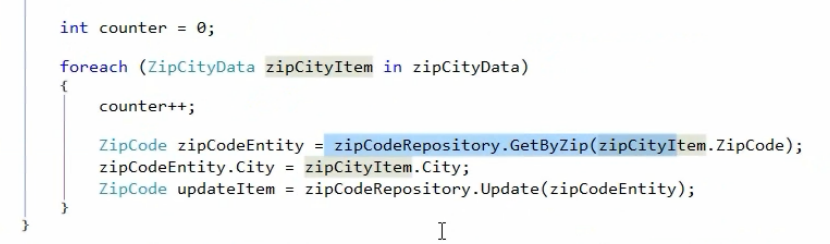 int counter = 0;
foreach (ZipCityData zipCityItem in zipCityData)
{
counter++;
ZipCode zipCodeEntity = zipCodeRepository.GetByZip(zipCityItem.ZipCode);
zipCodeEntity.City = zipCityItem.City;
ZipCode updateItem = zipCodeRepository.Update(zipCodeEntity);
}
}